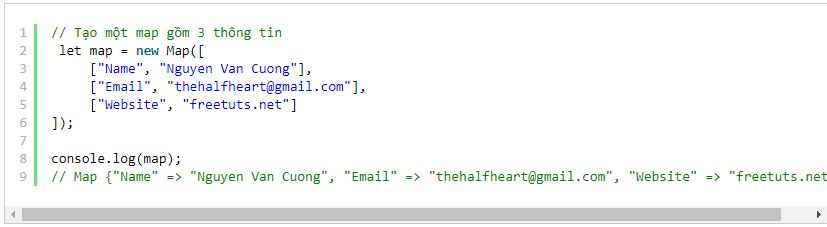 1 // Tạo một map gồm 3 thông tin
2 let map = new Map([
3 ["Name", "Nguyen Van Cuong"],
4 ["Email", "thehalfheart@gmail.com"],
5 ["Website", "freetuts.net"]
6 ]);
7
8 console.log(map);
9 // Map {"Name" => "Nguyen Van Cuong", "Email" => "thehalfheart@gmail.com", "Website" => "freetuts.net